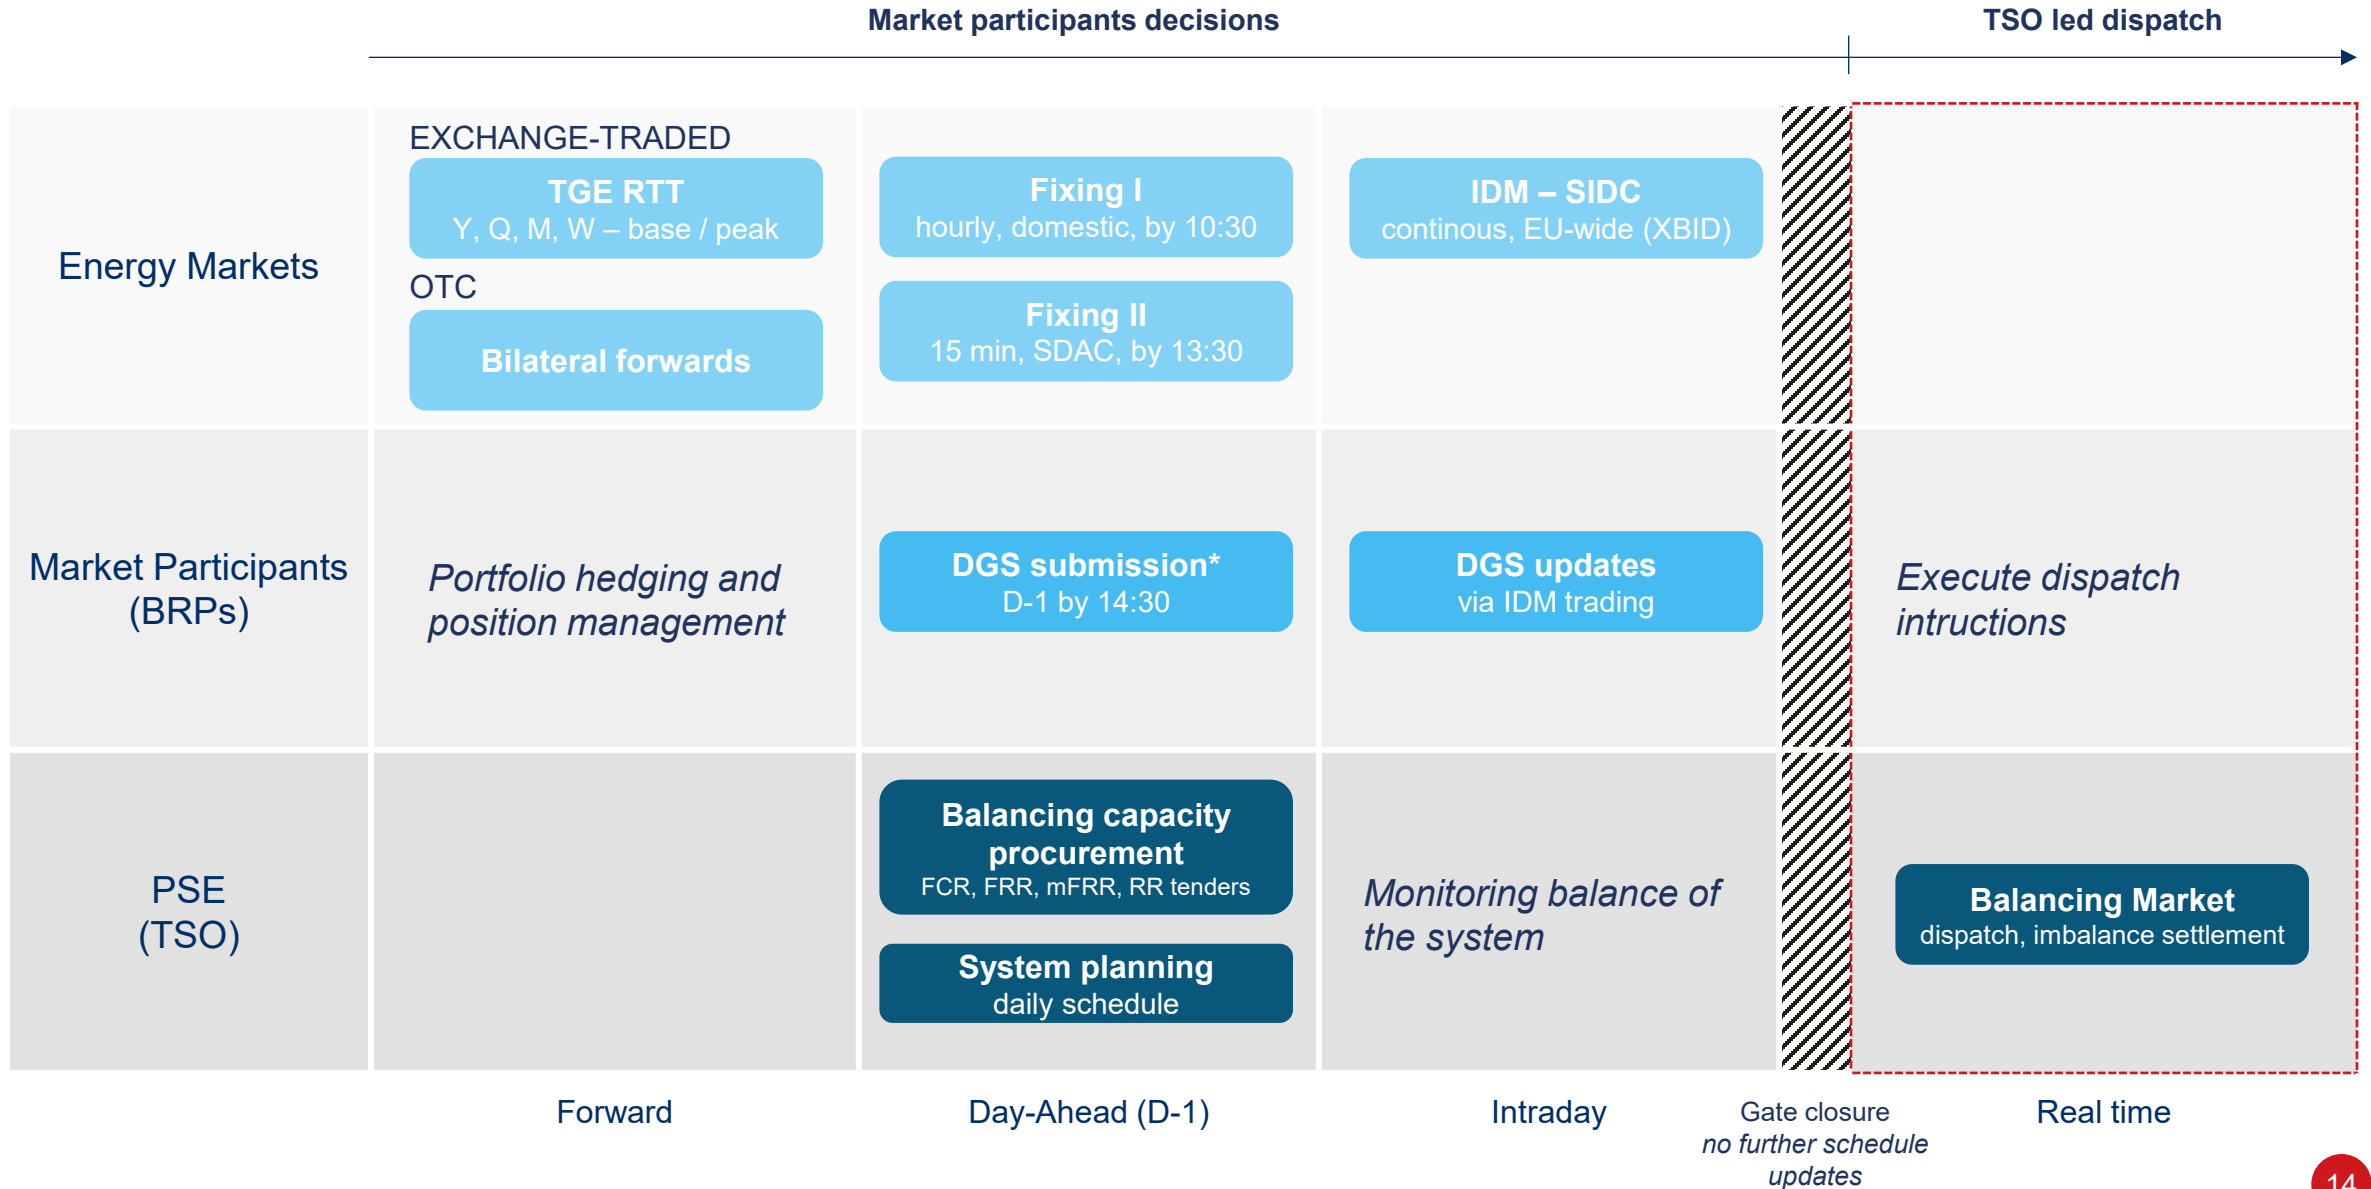 Market participants decisions
TSO led dispatch
Energy Markets
EXCHANGE-TRADED
TGE RTT
Y, Q, M, W – base / peak
OTC
Bilateral forwards
Fixing I
hourly, domestic, by 10:30
Fixing II
15 min, SDAC, by 13:30
IDM – SIDC
continous, EU-wide (XBID)
Market Participants
(BRPs)
Portfolio hedging and
position management
DGS submission*
D-1 by 14:30
DGS updates
via IDM trading
Execute dispatch
intructions
PSE
(TSO)
Balancing capacity
procurement
FCR, FRR, mFRR, RR tenders
System planning
daily schedule
Monitoring balance of
the system
Balancing Market
dispatch, imbalance settlement
Forward
Day-Ahead (D-1)
Intraday
Gate closure
no further schedule
updates
Real time
14